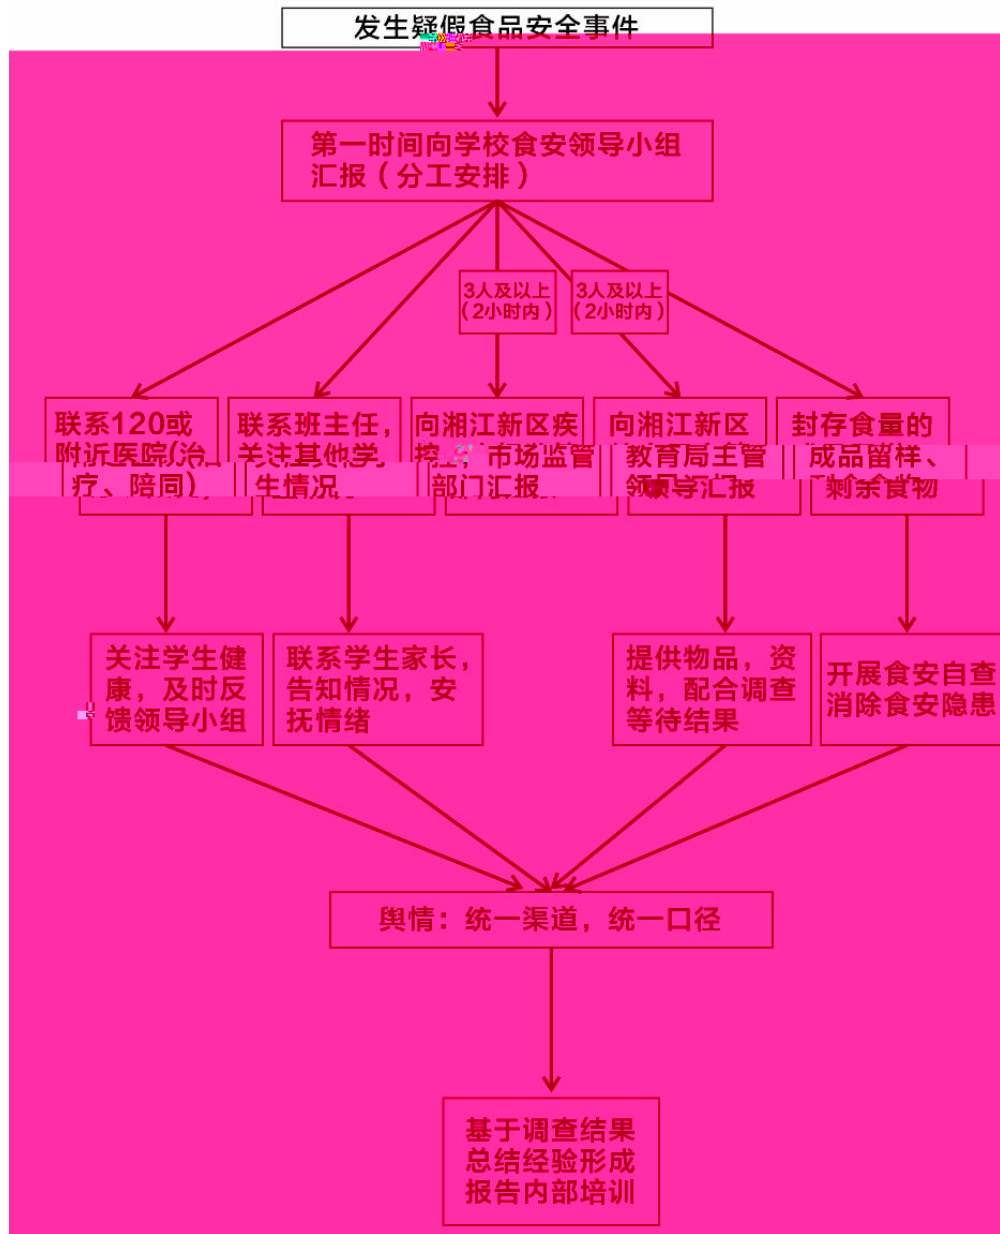 发生疑假食品安全事件
第一时间向学校食安领导小组
汇报（分工安排）
3人及以上
（2小时内）
3人及以上
（2小时内）
联系120或
附近医院(治
疗、陪同)
联系班主任，
关注其他学
生情况
向湘江新区疾
控 市场监管
部门汇报
向湘江新区
教育局主管
领导汇报
封存食量的
成品留样、
剩余食物
关注学生健
康，及时反
馈领导小组
联系学生家长，
告知情况，安
抚情绪
提供物品，资
料，配合调查
等待结果
开展食安自查
消除食安隐患
舆情：统一渠道，统一口径
基于调查结果
总结经验形成
报告内部培训